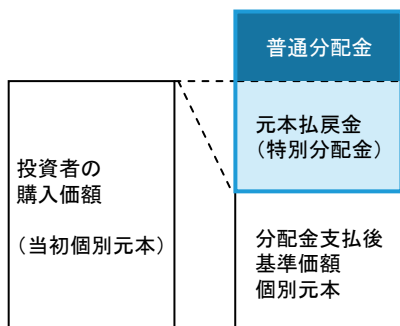 普通分配金
元本払戻金
（特別分配金）
投資者の
購入価額
（当初個別元本）
分配金支払後
基準価額
個別元本